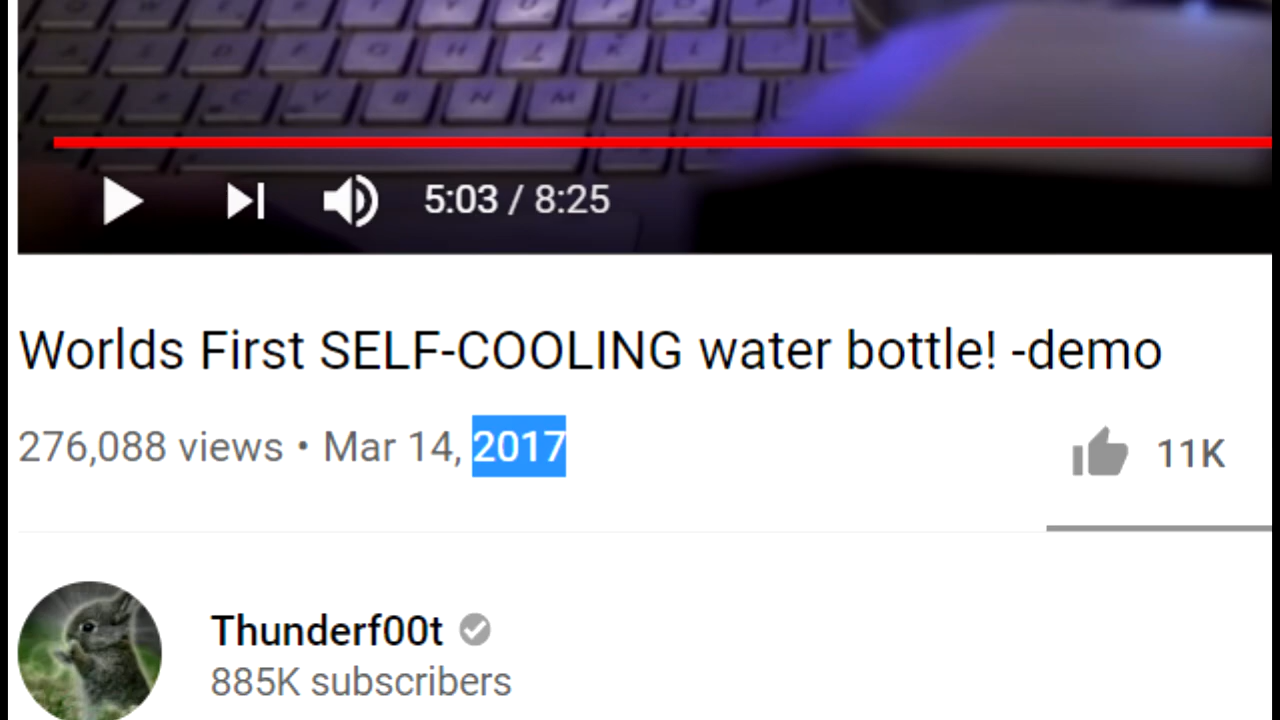 5:03 / 8:25
Worlds First SELF-COOLING water bottle! -demo
276,088 views • Mar 14, 2017
11K
Thunderf00t
885K subscribers